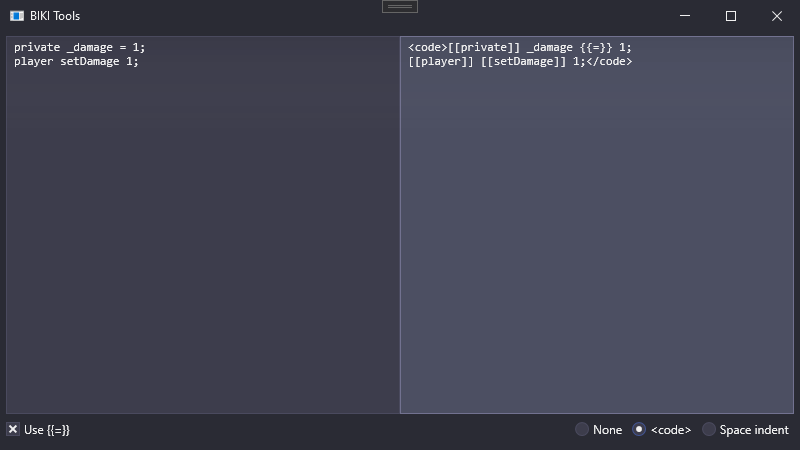 BIKI Tools
private _damage = 1;
player setDamage 1;
<code>[[private]] _damage {{=}} 1;
[[player]] [[setDamage]] 1;</code>
Use {{=}}
None
<code>
Space indent